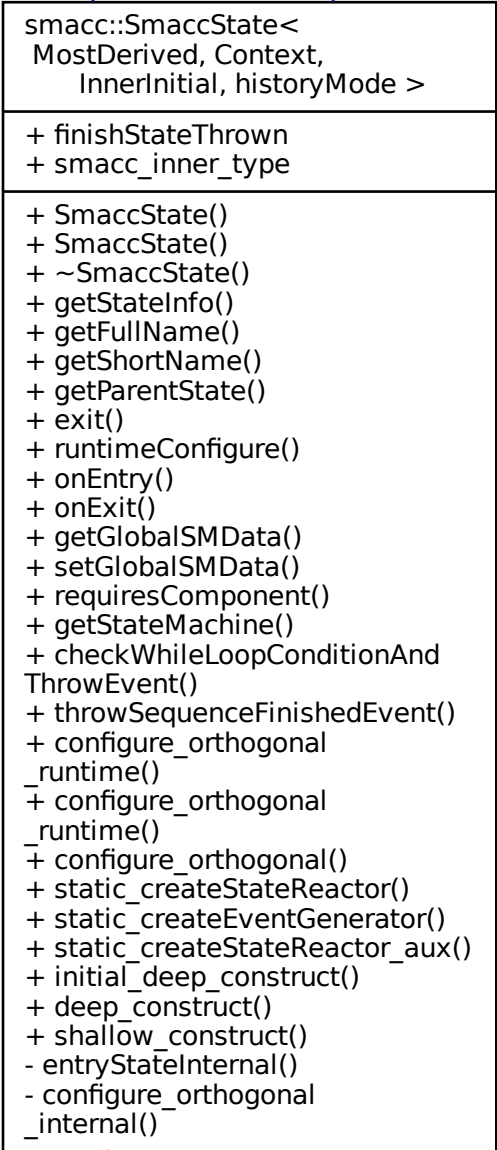 smacc::SmaccState<
MostDerived, Context,
InnerInitial, historyMode >
+ finishStateThrown
+ smacc_inner_type
+ SmaccState()
+ SmaccState()
+ ~SmaccState()
+ getStateInfo()
+ getFullName()
+ getShortName()
+ getParentState()
+ exit()
+ runtimeConfigure()
+ onEntry()
+ onExit()
+ getGlobalSMData()
+ setGlobalSMData()
+ requiresComponent()
+ getStateMachine()
+ checkWhileLoopConditionAnd
ThrowEvent()
+ throwSequenceFinishedEvent()
+ configure_orthogonal
_runtime()
+ configure_orthogonal
_runtime()
+ configure_orthogonal()
+ static_createStateReactor()
+ static_createEventGenerator()
+ static_createStateReactor_aux()
+ initial_deep_construct()
+ deep_construct()
+ shallow_construct()
- entryStateInternal()
- configure_orthogonal
_internal()